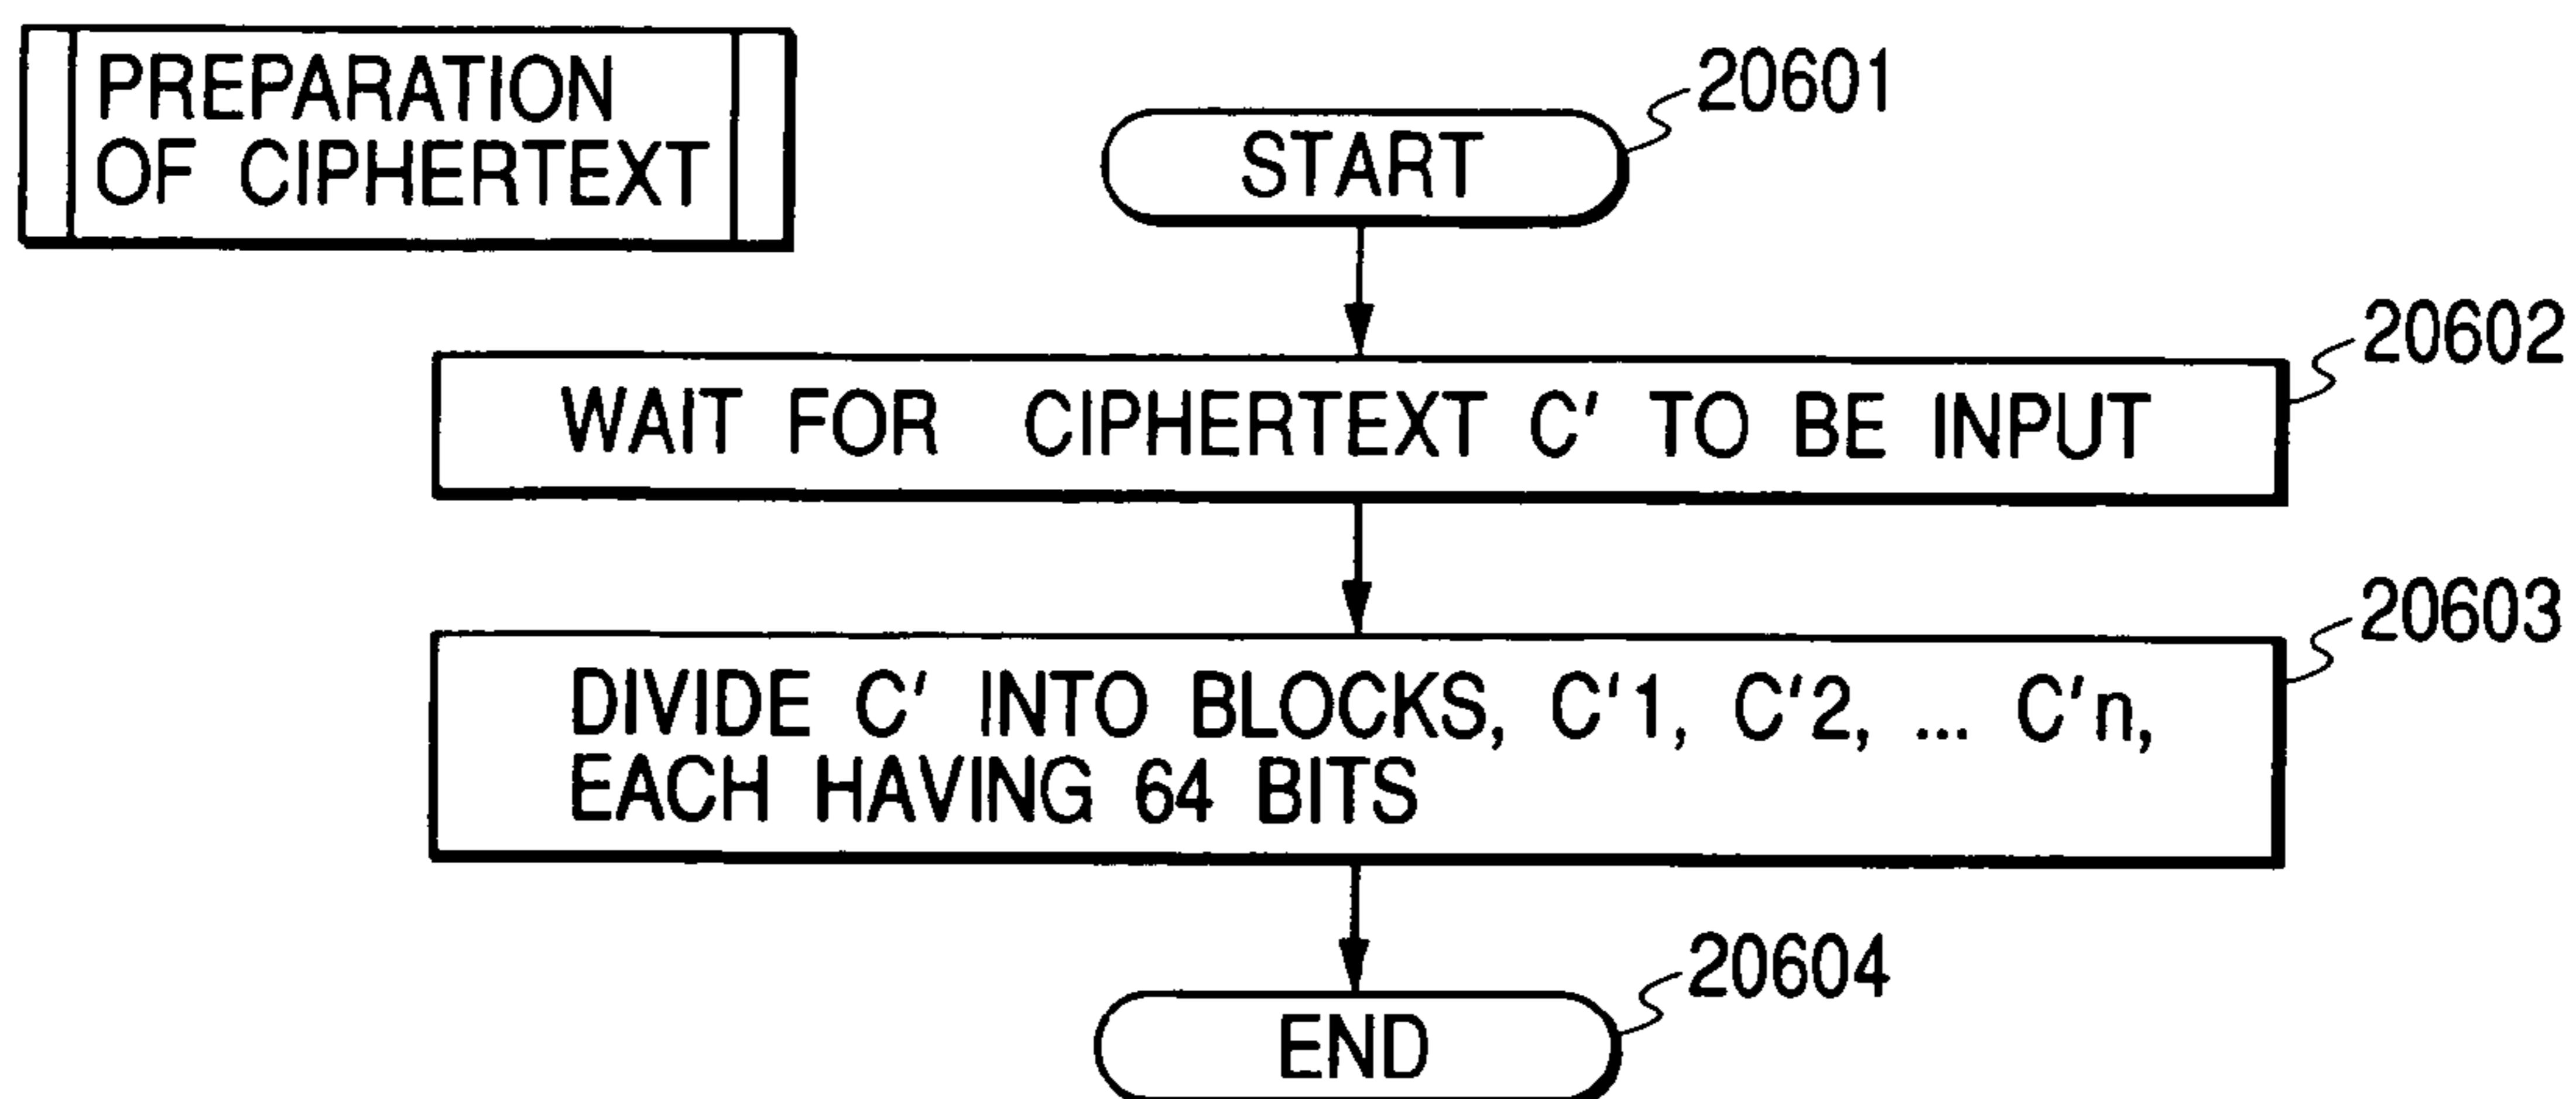 PREPARATION
OF CIPHERTEXT
START
20601
WAIT FOR CIPHERTEXT C' TO BE INPUT
20602
DIVIDE C' INTO BLOCKS, C'1, C'2, ... C'n,
EACH HAVING 64 BITS
20603
END
20604